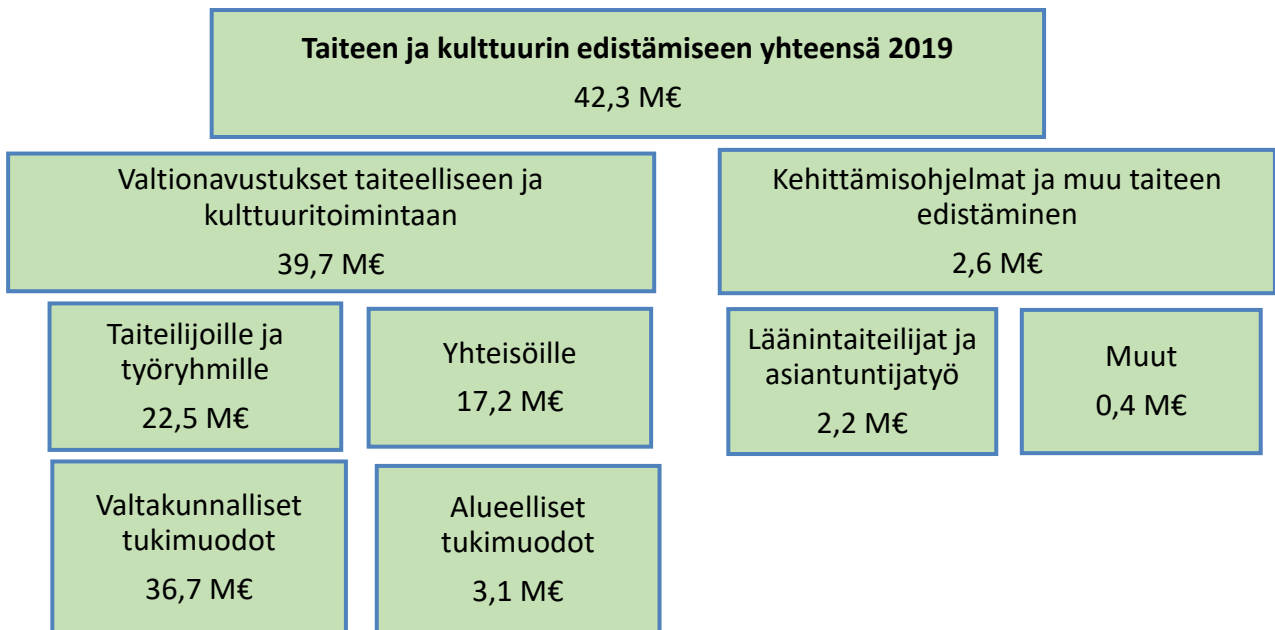 Taiteen ja kulttuurin edistämiseen yhteensä 2019
42,3 M€
Valtionavustukset taiteelliseen ja
kulttuuritoimintaan
39,7 M€
Kehittämisohjelmat ja muu taiteen
edistäminen
2,6 M€
Taiteilijoille ja
työryhmille
22,5 M€
Yhteisöille
17,2 M€
Läänintaiteilijat ja
asiantuntijatyö
2,2 M€
Muut
0,4 M€
Valtakunnalliset
tukimuodot
36,7 M€
Alueelliset
tukimuodot
3,1 M€